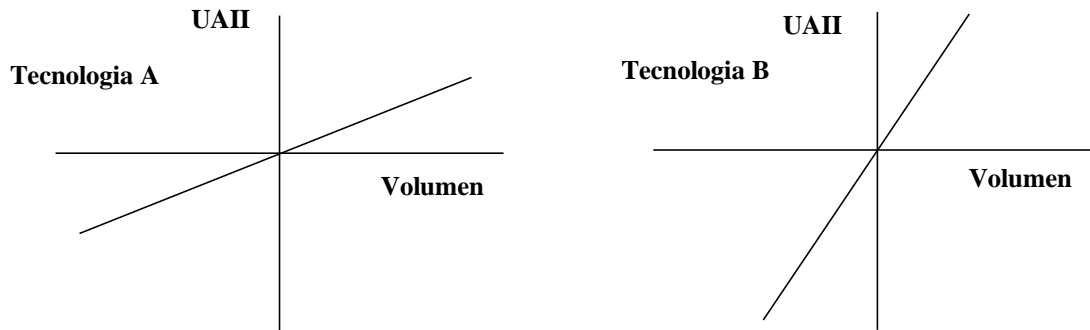 UAII
Tecnologia A
Volumen
UAII
Tecnologia B
Volumen